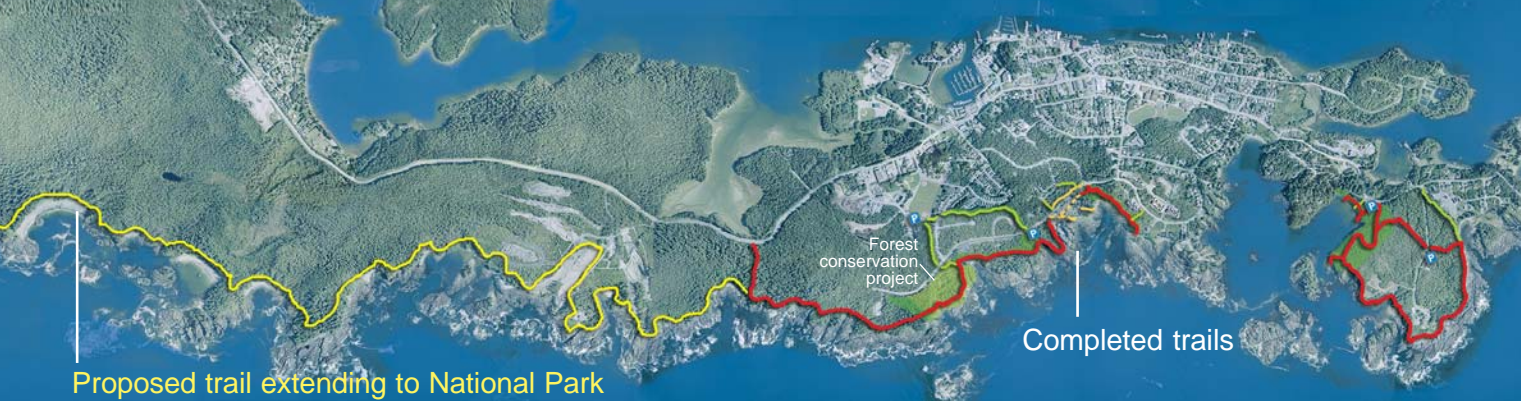 P
P
P
P
Forest
conservation
project
Completed trails
Proposed trail extending to National Park